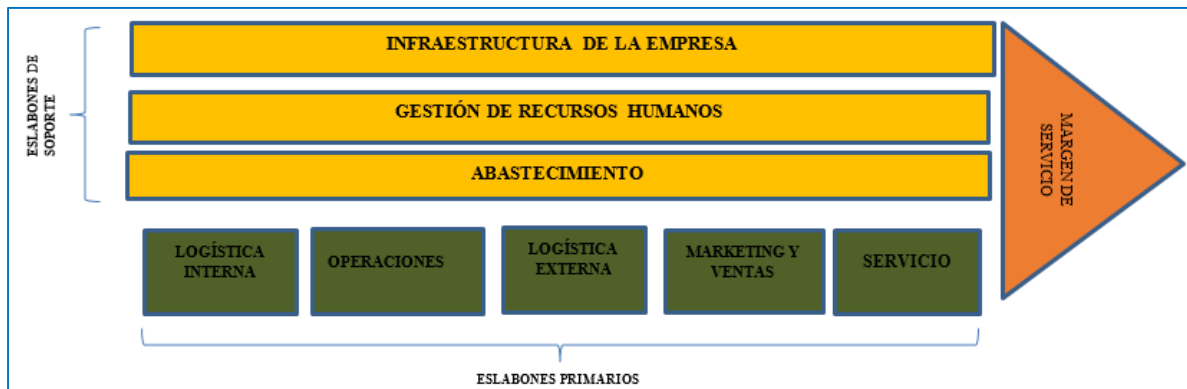 INFRAESTRUCTURA DE LA EMPRESA
ESLABONES DE
SOPORTE
GESTIÓN DE RECURSOS HUMANOS
ABASTECIMIENTO
MARGEN DE
SERVICIO
LOGÍSTICA
INTERNA
OPERACIONES
LOGÍSTICA
EXTERNA
MARKETING Y
VENTAS
SERVICIO
ESLABONES PRIMARIOS